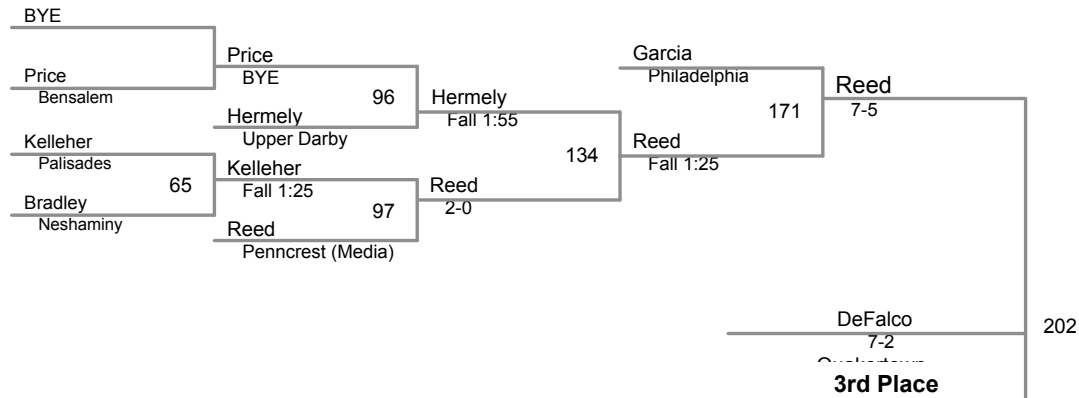 BYE
Price
Bensalem
Kelleher
Palisades
65
Bradley
Neshaminy
Price
BYE
96
Hermely
Upper Darby
Kelleher
Fall 1:25
97
Reed
Penncrest (Media)
Hermely
Fall 1:55
134
Reed
2-0
Garcia
Philadelphia
171
Reed
Fall 1:25
Reed
7-5
DeFalco
7-2
202
3rd Place